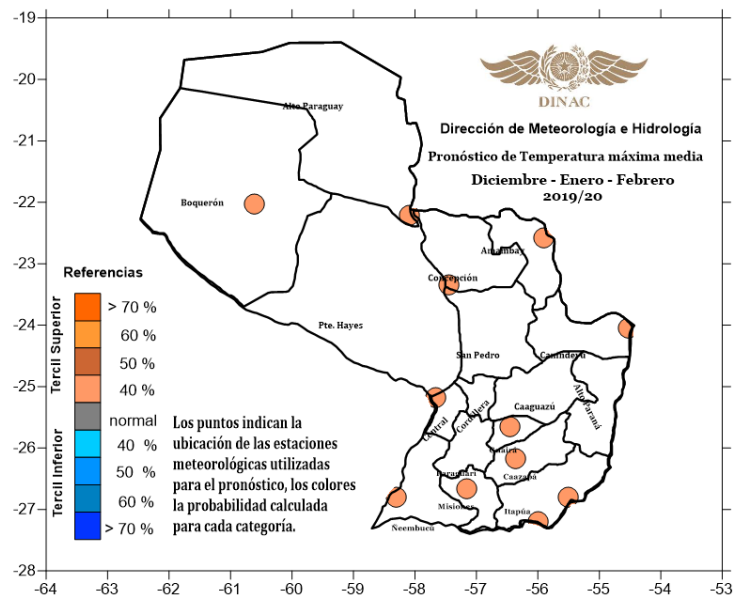 DINAC
Dirección de Meteorología e Hidrología
Pronóstico de Temperatura máxima media
Diciembre - Enero - Febrero
2019/20
-19
-20
-21
-22
-23
-24
-25
-26
-27
-28
-64
-63
-62
-61
-60
-59
-58
-57
-56
-55
-54
-53
Alto Paraguay
Boquerón
Amambay
Concepción
Pte. Hayes
San Pedro
Canindeyú
Alto Paraná
Caaguazú
Cordillera
Central
Guairá
Caazapá
Paraguarí
Misiones
Itapúa
Ñeembucú
Referencias
Tercil Superior
> 70 %
60 %
50 %
40 %
normal
Tercil Inferior
40 %
50 %
60 %
> 70 %
Los puntos indican la
ubicación de las estaciones
meteorológicas utilizadas
para el pronóstico, los colores
la probabilidad calculada
para cada categoría.